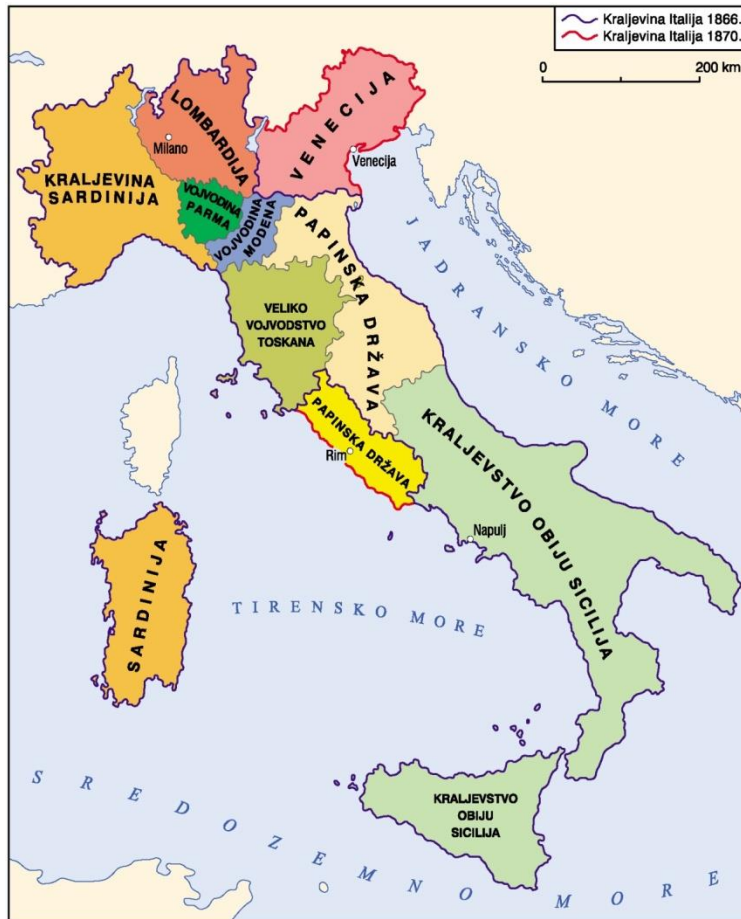 Kraljevina Italija 1866.
Kraljevina Italija 1870.
0
200 km
LOMBARDIJA
Milano
VENECIJA
Venecija
KRALJEVINA
SARDINIJA
VOJVODINA
PARMA
VOJVODINA
MODENA
PAPINSKA DRŽAVA
JADRANSKO MORE
VELIKO
VOJVODSTVO
TOSKANA
PAPINSKA DRŽAVA
Rim
KRALJEVSTVO OBIJU SICILIJA
Napulj
SARDINIJA
TIRENSKO MORE
KRALJEVSTVO
OBIJU
SICILIJA
SREDOZEMNO MORE